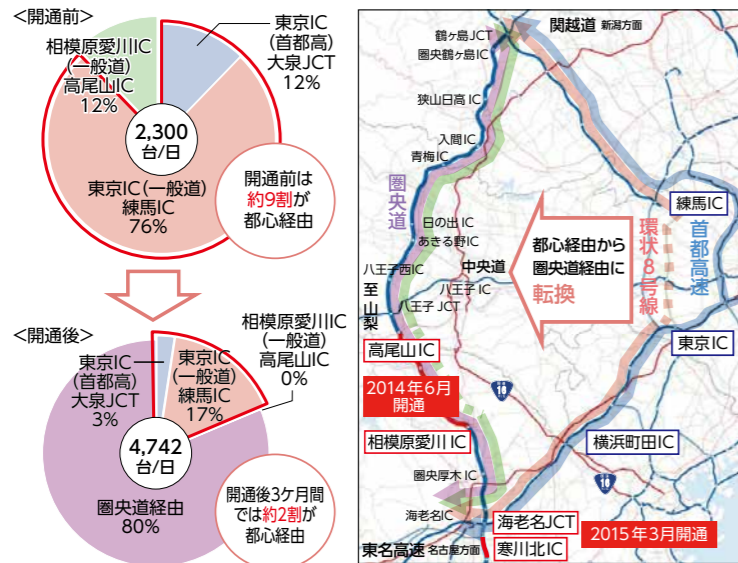 <開通前>
相模原愛川IC
(一般道)
高尾山IC
12%
東京IC
(首都高)
大泉JCT
12%
2,300
台/日
東京IC(一般道)
練馬IC
76%
開通前は
約9割が
都心経由
<開通後>
東京IC
(首都高)
大泉JCT
3%
東京IC
(一般道)
練馬IC
17%
相模原愛川IC
(一般道)
高尾山IC
0%
4,742
台/日
圏央道経由
80%
開通後3ケ月間
では約2割が
都心経由
関越道 新潟方面
鶴ヶ島JCT
圏央鶴ヶ島IC
狭山日高IC
入間IC
青梅IC
圏央道
練馬IC
首都高速
環状8号線
日の出IC
あきる野IC
都心経由から
圏央道経由に
転換
中央道
八王子西IC
八王子IC
至山梨
八王子JCT
高尾山IC
東京IC
2014年6月
開通
16
相模原愛川IC
横浜町田IC
圏央厚木IC
16
海老名IC
海老名JCT
2015年3月開通
東名高速 名古屋方面
寒川北IC